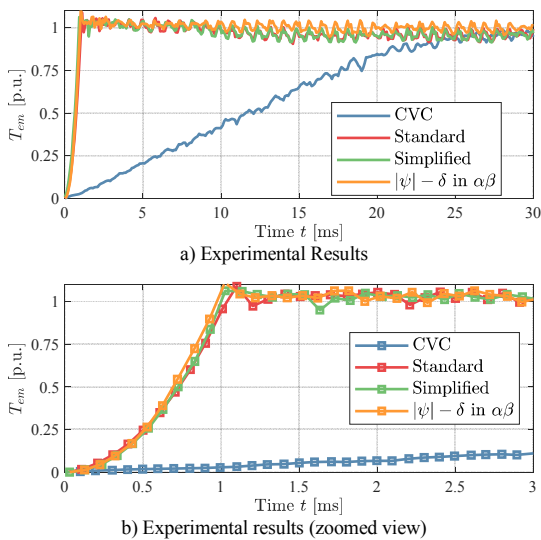 1
0.75
0.5
0.25
0
T_em [p.u.]
CVC
Standard
Simplified
|ψ| − δ in αβ
0 5 10 15 20 25 30
Time t [ms]
a) Experimental Results
1
0.75
0.5
0.25
0
T_em [p.u.]
CVC
Standard
Simplified
|ψ| − δ in αβ
0 0.5 1 1.5 2 2.5 3
Time t [ms]
b) Experimental results (zoomed view)